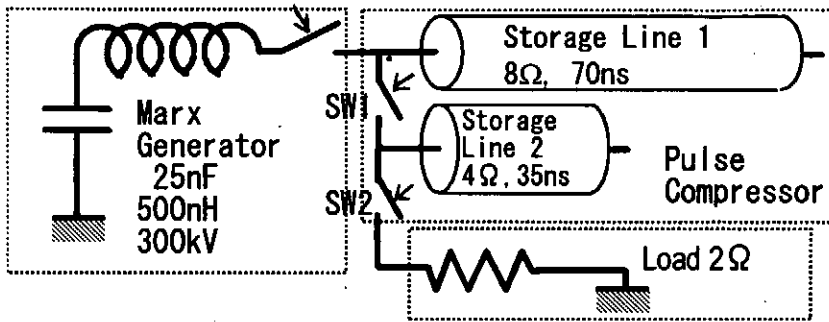 Storage Line 1
8Ω, 70ns
SW1
Marx
Generator
25nF
500nH
300kV
Storage
Line 2
4Ω, 35ns
SW2
Pulse
Compressor
Load 2Ω